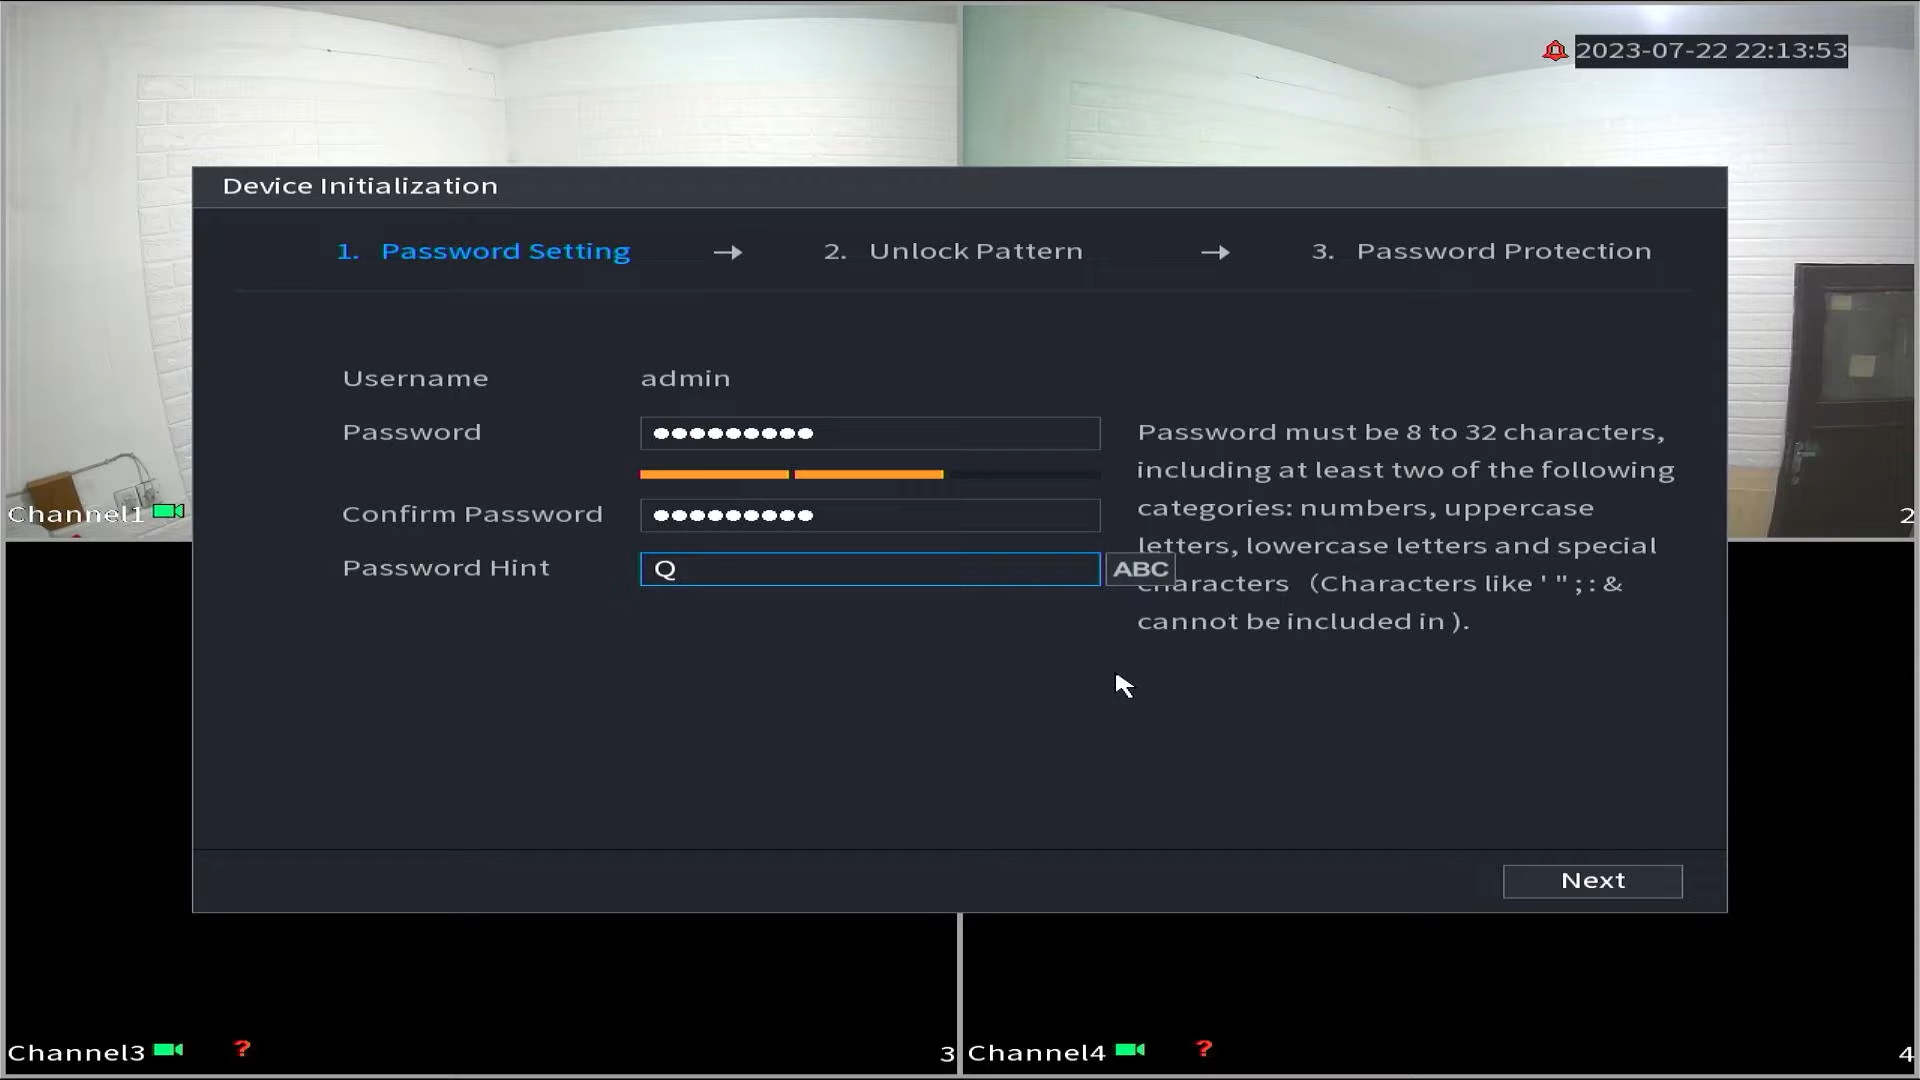 2023-07-22 22:13:53
Device Initialization
1. Password Setting → 2. Unlock Pattern → 3. Password Protection
Username admin
Password ●●●●●●●●●
Confirm Password ●●●●●●●●●
Password Hint Q
ABC
Password must be 8 to 32 characters,
including at least two of the following
categories: numbers, uppercase
letters, lowercase letters and special
characters (Characters like ' " ; : &
cannot be included in ).
Next
Channel1
2
Channel3 ? 3
Channel4 ? 4